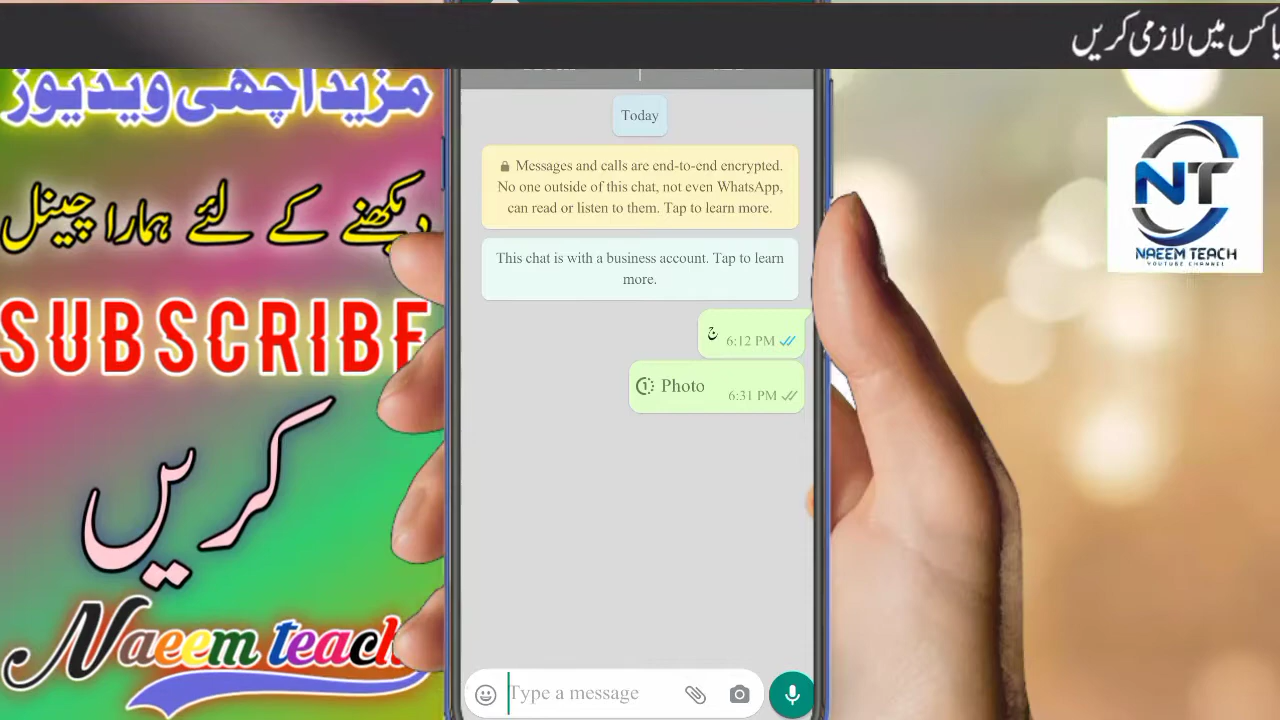 باکس میں لازمی کریں
مزید اچھی ویڈیوز
دیکھنے کے لئے ہمارا چینل
SUBSCRIBE
کریں
Naeem teach
Today
Messages and calls are end-to-end encrypted.
No one outside of this chat, not even WhatsApp,
can read or listen to them. Tap to learn more.
This chat is with a business account. Tap to learn
more.
6:12 PM
Photo
6:31 PM
Type a message
NT
NAEEM TEACH
YOUTUBE CHANNEL